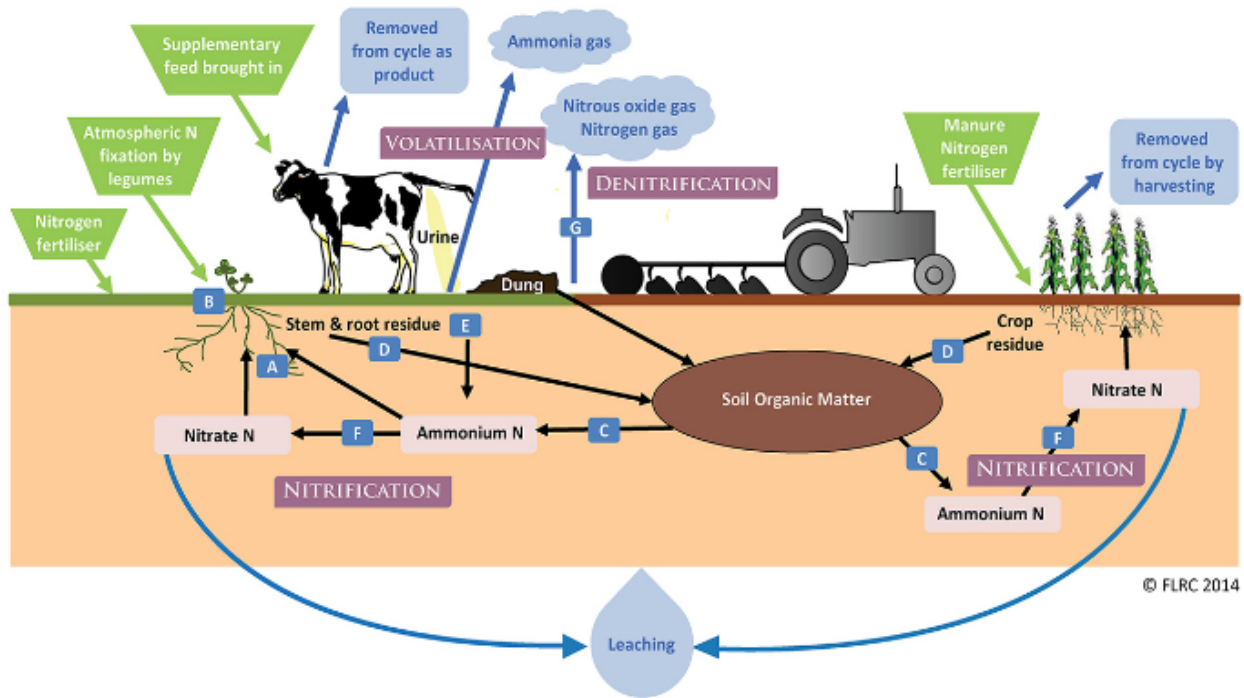 Supplementary
feed brought in
Removed
from cycle as
product
Ammonia gas
Nitrous oxide gas
Nitrogen gas
Atmospheric N
fixation by
legumes
Nitrogen
fertiliser
VOLATILISATION
DENITRIFICATION
Manure
Nitrogen
fertiliser
Removed
from cycle by
harvesting
Urine
G
Dung
B
Stem & root residue
E
D
A
Crop
residue
D
Soil Organic Matter
Nitrate N
Nitrate N
F
Ammonium N
C
F
C
NITRIFICATION
NITRIFICATION
Ammonium N
© FLRC 2014
Leaching